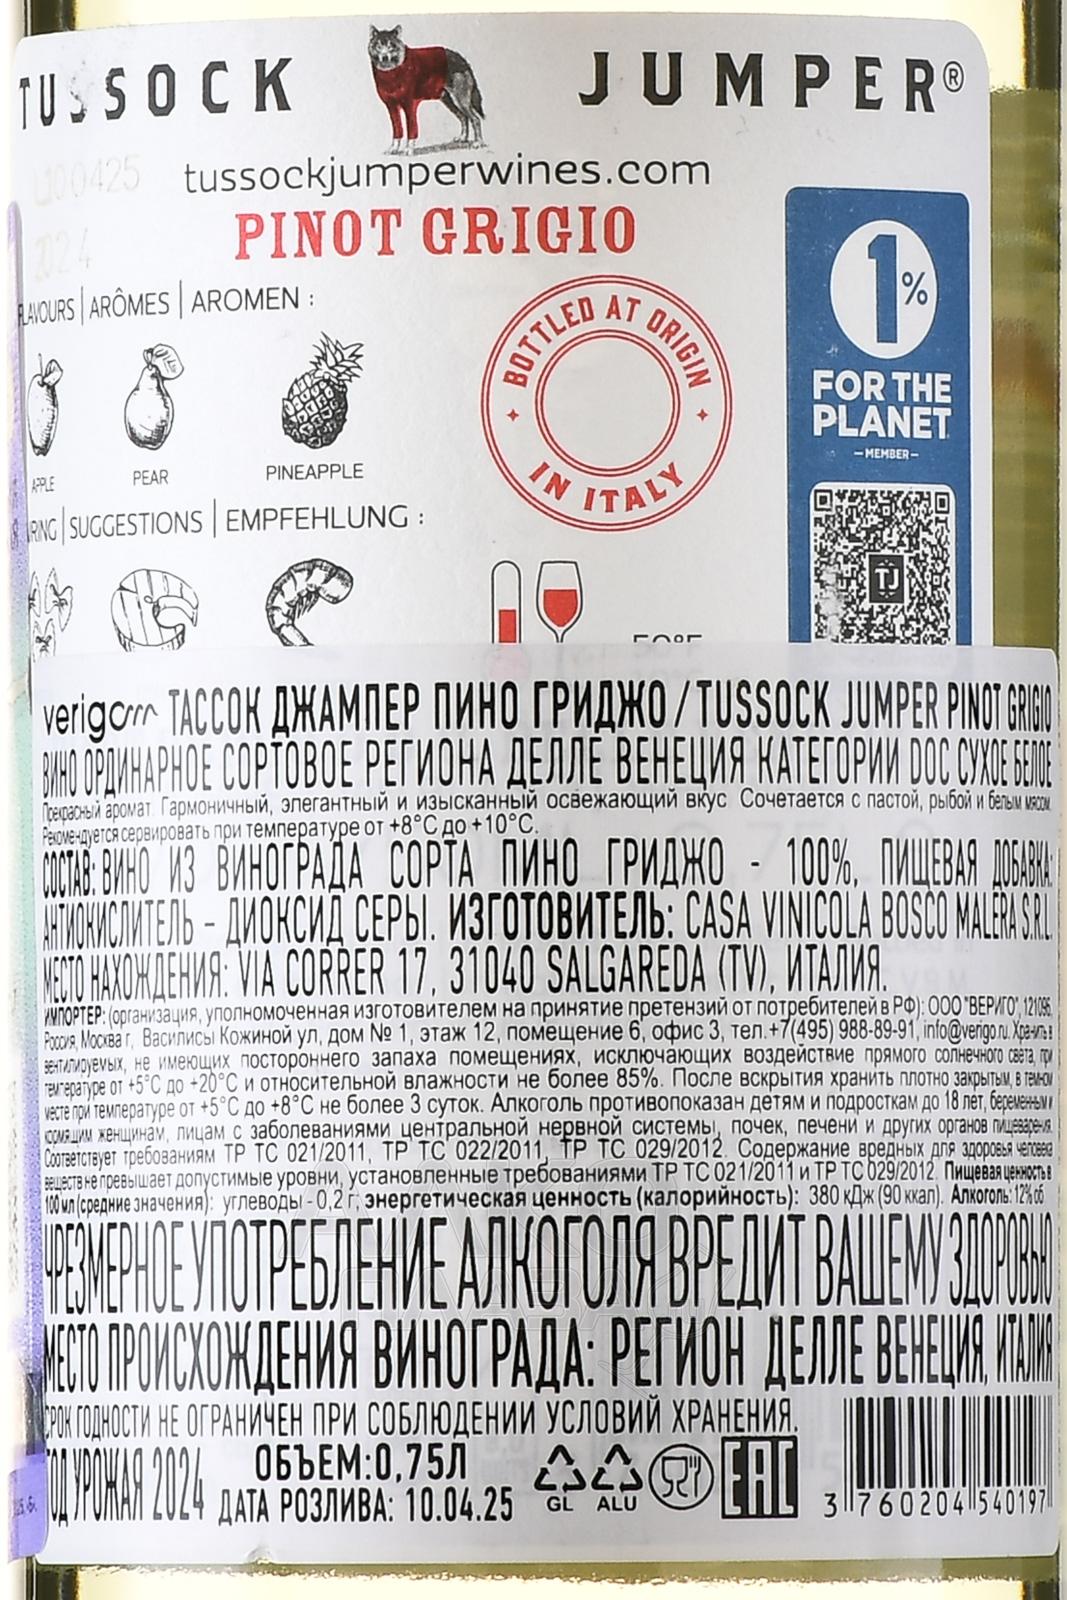 TUSSOCK JUMPER®
L100425
tussockjumperwines.com
2024
PINOT GRIGIO
FLAVOURS | ARÔMES | AROMEN :
BOTTLED AT ORIGIN
IN ITALY
1%
FOR THE
PLANET
MEMBER
APPLE
PEAR
PINEAPPLE
| SUGGESTIONS | EMPFEHLUNG :
TJ
50°F
verigo ТАССОК ДЖАМПЕР ПИНО ГРИДЖО / TUSSOCK JUMPER PINOT GRIGIO
ВИНО ОРДИНАРНОЕ СОРТОВОЕ РЕГИОНА ДЕЛЛЕ ВЕНЕЦИЯ КАТЕГОРИИ DOC СУХОЕ БЕЛОЕ
Прекрасный аромат. Гармоничный, элегантный и изысканный освежающий вкус. Сочетается с пастой, рыбой и белым мясом.
Рекомендуется сервировать при температуре от +8°C до +10°C.
СОСТАВ: ВИНО ИЗ ВИНОГРАДА СОРТА ПИНО ГРИДЖО - 100%, ПИЩЕВАЯ ДОБАВКА:
АНТИОКИСЛИТЕЛЬ – ДИОКСИД СЕРЫ. ИЗГОТОВИТЕЛЬ: CASA VINICOLA BOSCO MALERA S.R.L.
МЕСТО НАХОЖДЕНИЯ: VIA CORRER 17, 31040 SALGAREDA (TV), ИТАЛИЯ.
ИМПОРТЕР: (организация, уполномоченная изготовителем на принятие претензий от потребителей в РФ): ООО "ВЕРИГО", 121096,
Россия, Москва г, Василисы Кожиной ул, дом № 1, этаж 12, помещение 6, офис 3, тел.+7(495) 988-89-91, info@verigo.ru. Хранить в
вентилируемых, не имеющих постороннего запаха помещениях, исключающих воздействие прямого солнечного света, при
температуре от +5°C до +20°C и относительной влажности не более 85%. После вскрытия хранить плотно закрытым, в темном
месте при температуре от +5°C до +8°C не более 3 суток. Алкоголь противопоказан детям и подросткам до 18 лет, беременным и
кормящим женщинам, лицам с заболеваниями центральной нервной системы, почек, печени и других органов пищеварения.
Соответствует требованиям ТР ТС 021/2011, ТР ТС 022/2011, ТР ТС 029/2012. Содержание вредных для здоровья человека
веществ не превышает допустимые уровни, установленные требованиями ТР ТС 021/2011 и ТР ТС 029/2012. Пищевая ценность в
100 мл (средние значения): углеводы - 0,2 г; энергетическая ценность (калорийность): 380 кДж (90 ккал). Алкоголь: 12% об.
ЧРЕЗМЕРНОЕ УПОТРЕБЛЕНИЕ АЛКОГОЛЯ ВРЕДИТ ВАШЕМУ ЗДОРОВЬЮ
МЕСТО ПРОИСХОЖДЕНИЯ ВИНОГРАДА: РЕГИОН ДЕЛЛЕ ВЕНЕЦИЯ, ИТАЛИЯ
СРОК ГОДНОСТИ НЕ ОГРАНИЧЕН ПРИ СОБЛЮДЕНИИ УСЛОВИЙ ХРАНЕНИЯ.
ГОД УРОЖАЯ 2024 ОБЪЕМ:0,75Л
ДАТА РОЗЛИВА: 10.04.25
GL ALU
EAC
3 760204 540197